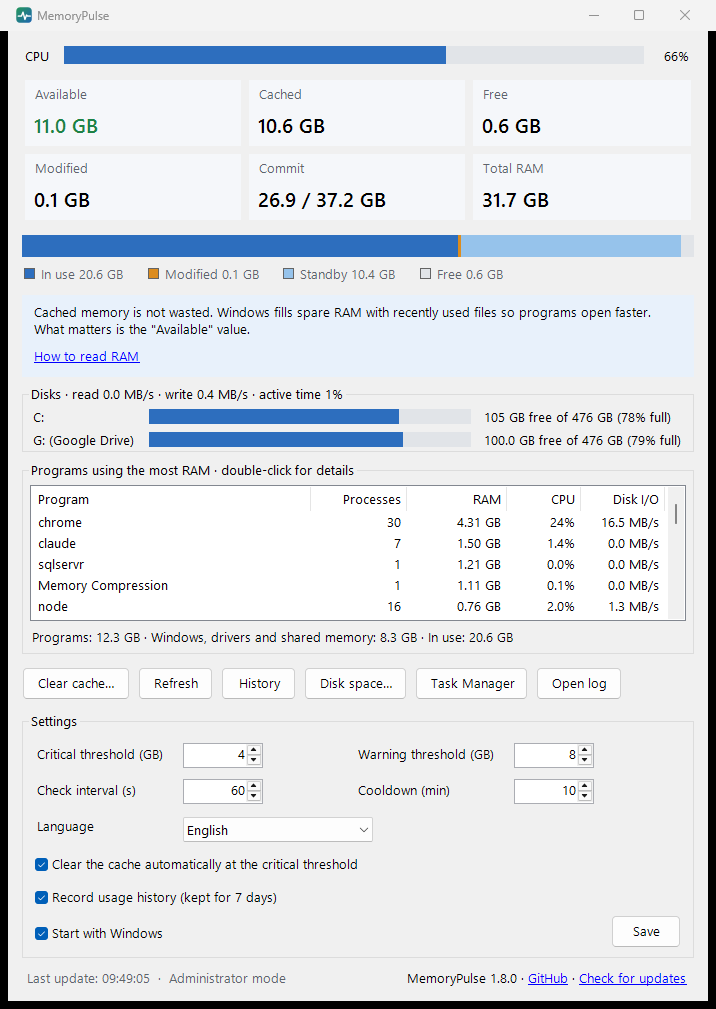 MemoryPulse
CPU 66%
Available Cached Free
11.0 GB 10.6 GB 0.6 GB
Modified Commit Total RAM
0.1 GB 26.9 / 37.2 GB 31.7 GB
In use 20.6 GB Modified 0.1 GB Standby 10.4 GB Free 0.6 GB
Cached memory is not wasted. Windows fills spare RAM with recently used files so programs open faster.
What matters is the "Available" value.
How to read RAM
Disks · read 0.0 MB/s · write 0.4 MB/s · active time 1%
C: 105 GB free of 476 GB (78% full)
G: (Google Drive) 100.0 GB free of 476 GB (79% full)
Programs using the most RAM · double-click for details
Program Processes RAM CPU Disk I/O
chrome 30 4.31 GB 24% 16.5 MB/s
claude 7 1.50 GB 1.4% 0.0 MB/s
sqlservr 1 1.21 GB 0.0% 0.0 MB/s
Memory Compression 1 1.11 GB 0.1% 0.0 MB/s
node 16 0.76 GB 2.0% 1.3 MB/s
Programs: 12.3 GB · Windows, drivers and shared memory: 8.3 GB · In use: 20.6 GB
Clear cache... Refresh History Disk space... Task Manager Open log
Settings
Critical threshold (GB) 4 Warning threshold (GB) 8
Check interval (s) 60 Cooldown (min) 10
Language English
Clear the cache automatically at the critical threshold
Record usage history (kept for 7 days)
Start with Windows Save
Last update: 09:49:05 · Administrator mode MemoryPulse 1.8.0 · GitHub · Check for updates